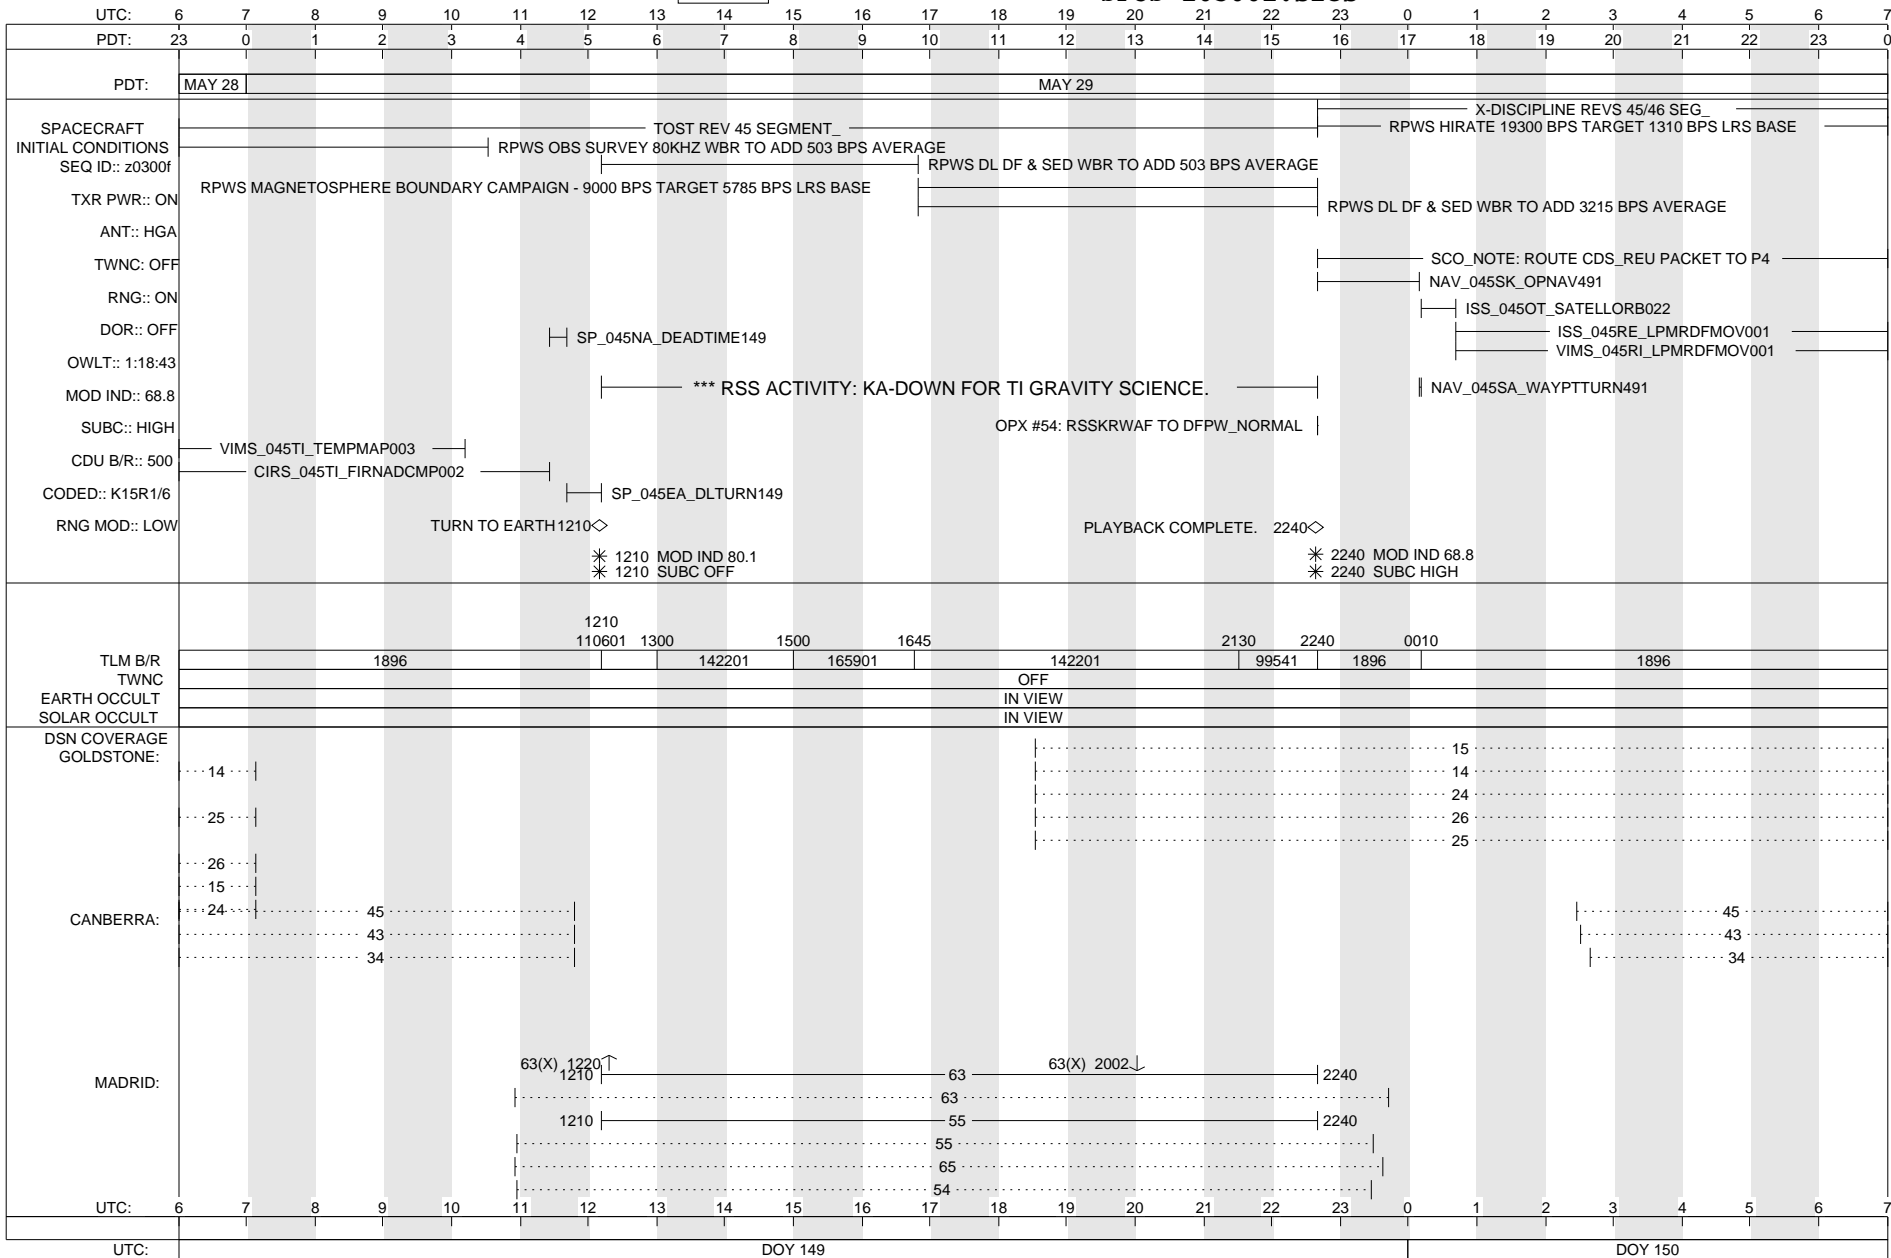 UTC: 6 7 8 9 10 11 12 13 14 15 16 17 18 19 20 21 22 23 0 1 2 3 4 5 6 7
PDT: 23 0 1 2 3 4 5 6 7 8 9 10 11 12 13 14 15 16 17 18 19 20 21 22 23 0
PDT: MAY 28 MAY 29
X-DISCIPLINE REVS 45/46 SEG_
SPACECRAFT TOST REV 45 SEGMENT_ RPWS HIRATE 19300 BPS TARGET 1310 BPS LRS BASE
INITIAL CONDITIONS RPWS OBS SURVEY 80KHZ WBR TO ADD 503 BPS AVERAGE
SEQ ID:: z0300f RPWS DL DF & SED WBR TO ADD 503 BPS AVERAGE
RPWS MAGNETOSPHERE BOUNDARY CAMPAIGN - 9000 BPS TARGET 5785 BPS LRS BASE
TXR PWR:: ON RPWS DL DF & SED WBR TO ADD 3215 BPS AVERAGE
ANT:: HGA
TWNC: OFF SCO_NOTE: ROUTE CDS_REU PACKET TO P4
NAV_045SK_OPNAV491
RNG:: ON ISS_045OT_SATELLORB022
DOR:: OFF SP_045NA_DEADTIME149 ISS_045RE_LPMRDFMOV001
VIMS_045RI_LPMRDFMOV001
OWLT:: 1:18:43
*** RSS ACTIVITY: KA-DOWN FOR TI GRAVITY SCIENCE. NAV_045SA_WAYPTTURN491
MOD IND:: 68.8
SUBC:: HIGH OPX #54: RSSKRWAF TO DFPW_NORMAL
VIMS_045TI_TEMPMAP003
CDU B/R:: 500
CIRS_045TI_FIRNADCMP002
CODED:: K15R1/6 SP_045EA_DLTURN149
RNG MOD:: LOW TURN TO EARTH 1210 PLAYBACK COMPLETE. 2240
1210 MOD IND 80.1 2240 MOD IND 68.8
1210 SUBC OFF 2240 SUBC HIGH
1210
110601 1300 1500 1645 2130 2240 0010
TLM B/R 1896 142201 165901 142201 99541 1896 1896
TWNC OFF
EARTH OCCULT IN VIEW
SOLAR OCCULT IN VIEW
DSN COVERAGE
GOLDSTONE: 15
14 14
24
25 26
25
26
15
24
CANBERRA: 45 45
43 43
34 34
63(X) 1220 63(X) 2002
MADRID: 1210 63 2240
63
1210 55 2240
55
65
54
UTC: 6 7 8 9 10 11 12 13 14 15 16 17 18 19 20 21 22 23 0 1 2 3 4 5 6 7
UTC: DOY 149 DOY 150